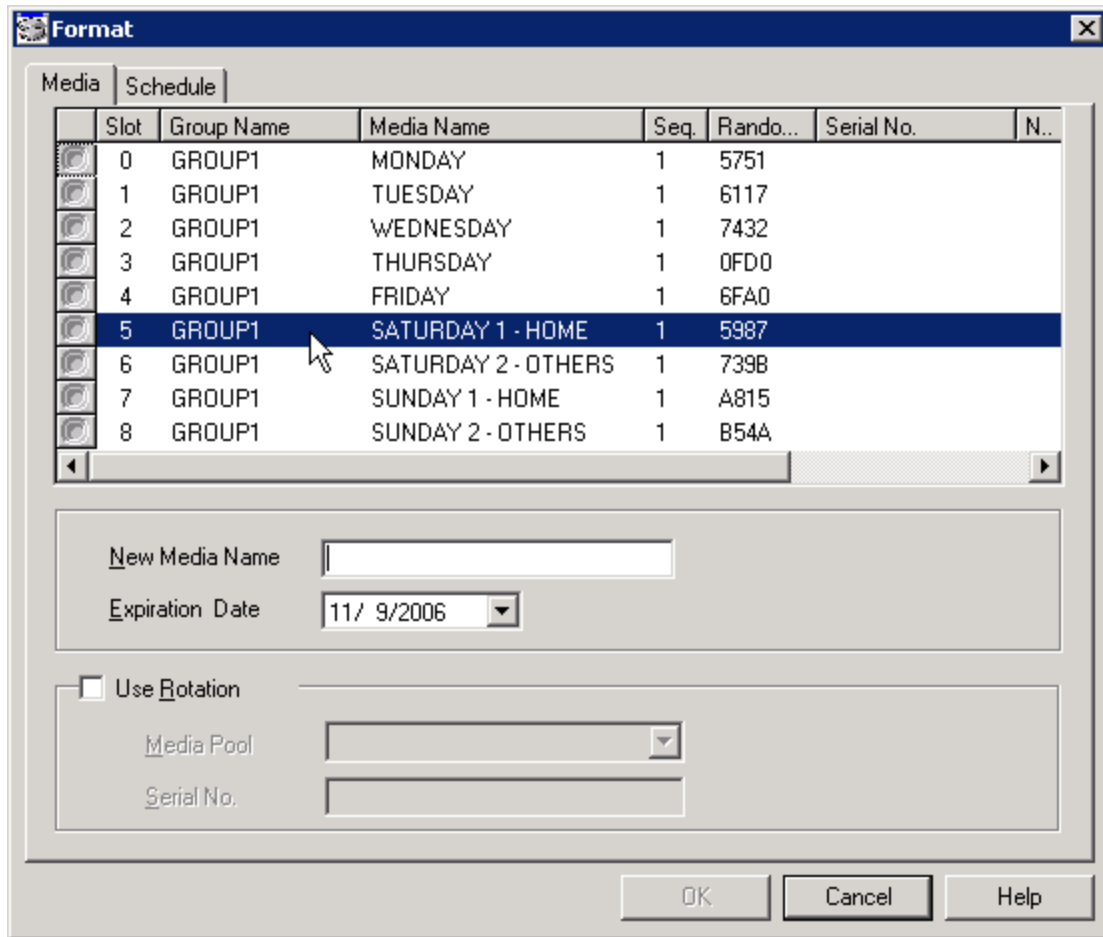 Format
Media Schedule
Slot Group Name Media Name Seq. Rando... Serial No. N..
0 GROUP1 MONDAY 1 5751
1 GROUP1 TUESDAY 1 6117
2 GROUP1 WEDNESDAY 1 7432
3 GROUP1 THURSDAY 1 0FD0
4 GROUP1 FRIDAY 1 6FA0
5 GROUP1 SATURDAY 1 - HOME 1 5987
6 GROUP1 SATURDAY 2 - OTHERS 1 739B
7 GROUP1 SUNDAY 1 - HOME 1 A815
8 GROUP1 SUNDAY 2 - OTHERS 1 B54A
New Media Name
Expiration Date 11/ 9/2006
Use Rotation
Media Pool
Serial No.
OK Cancel Help